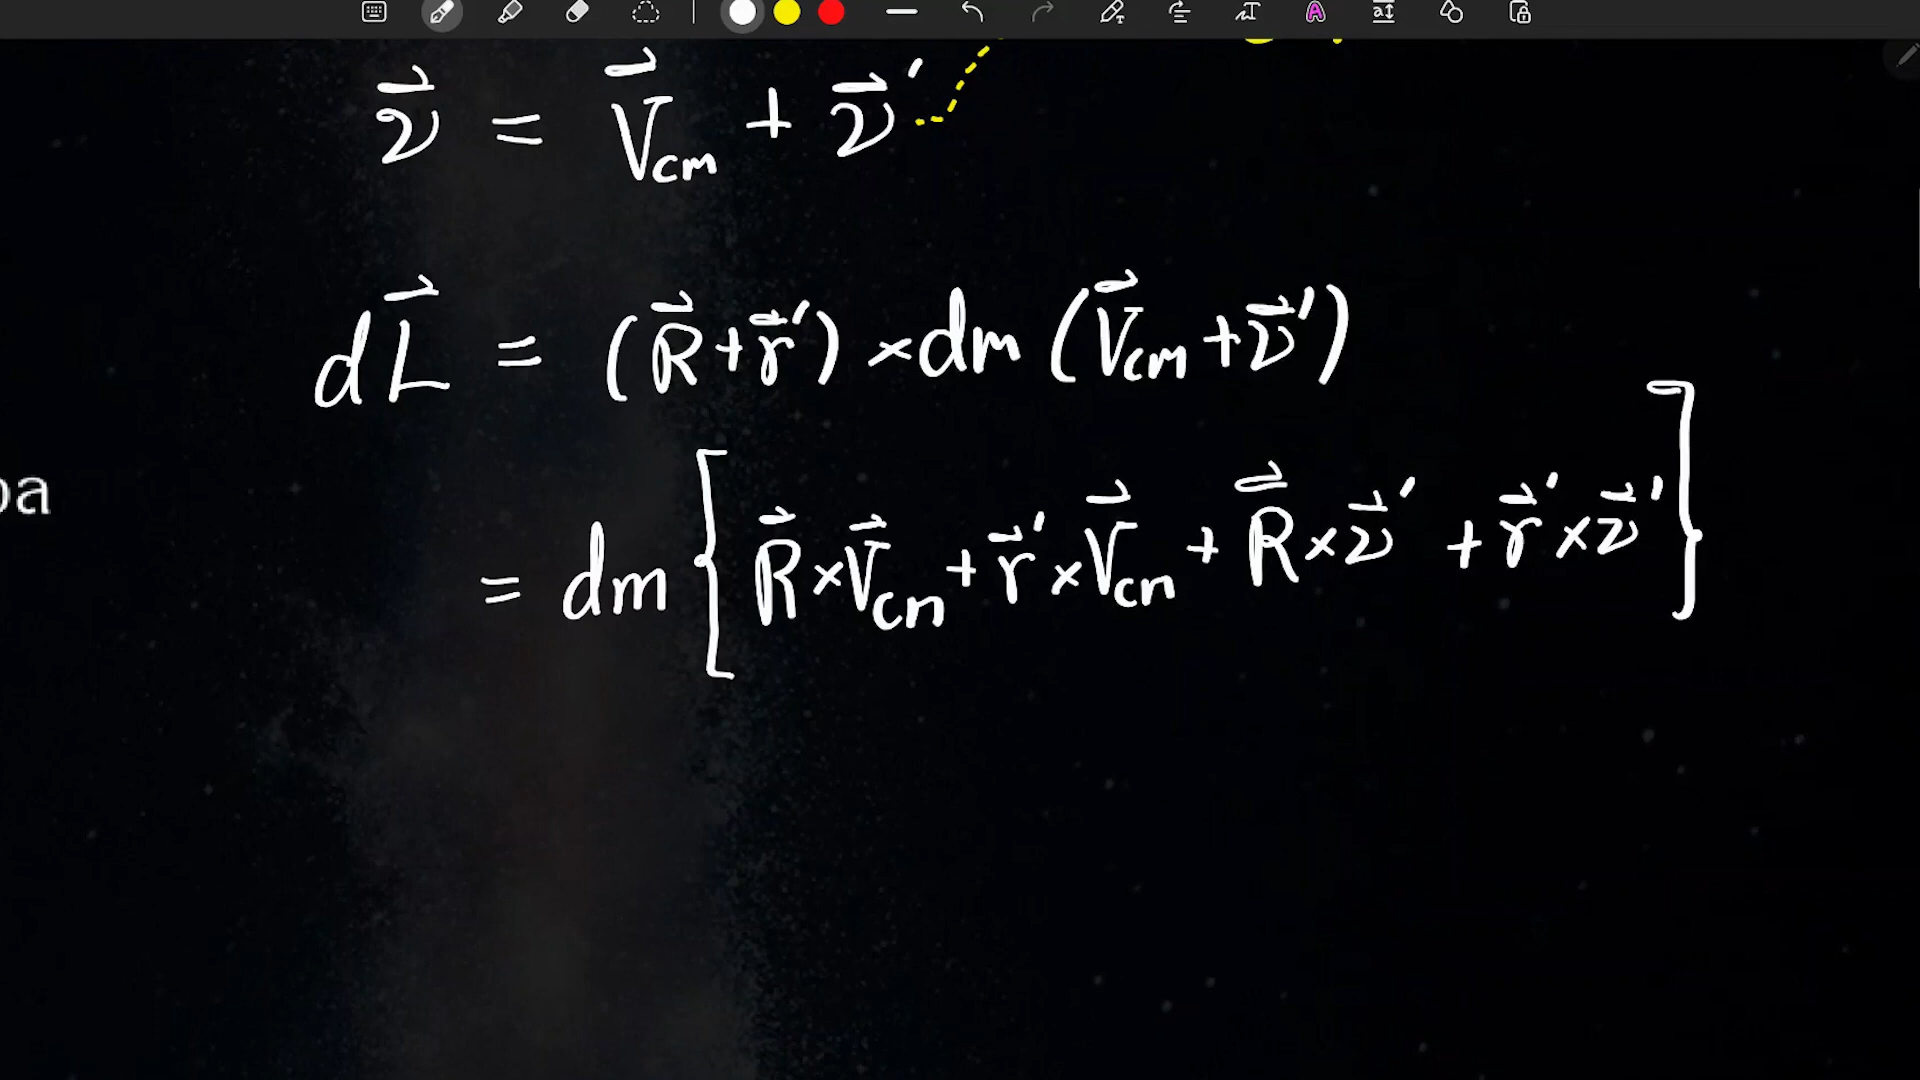 v⃗ = V⃗cm + v⃗′
dL⃗ = (R⃗+r⃗′) × dm (V⃗cm+v⃗′)
= dm [R⃗×V⃗cm + r⃗′×V⃗cm + R⃗×v⃗′ + r⃗′×v⃗′]